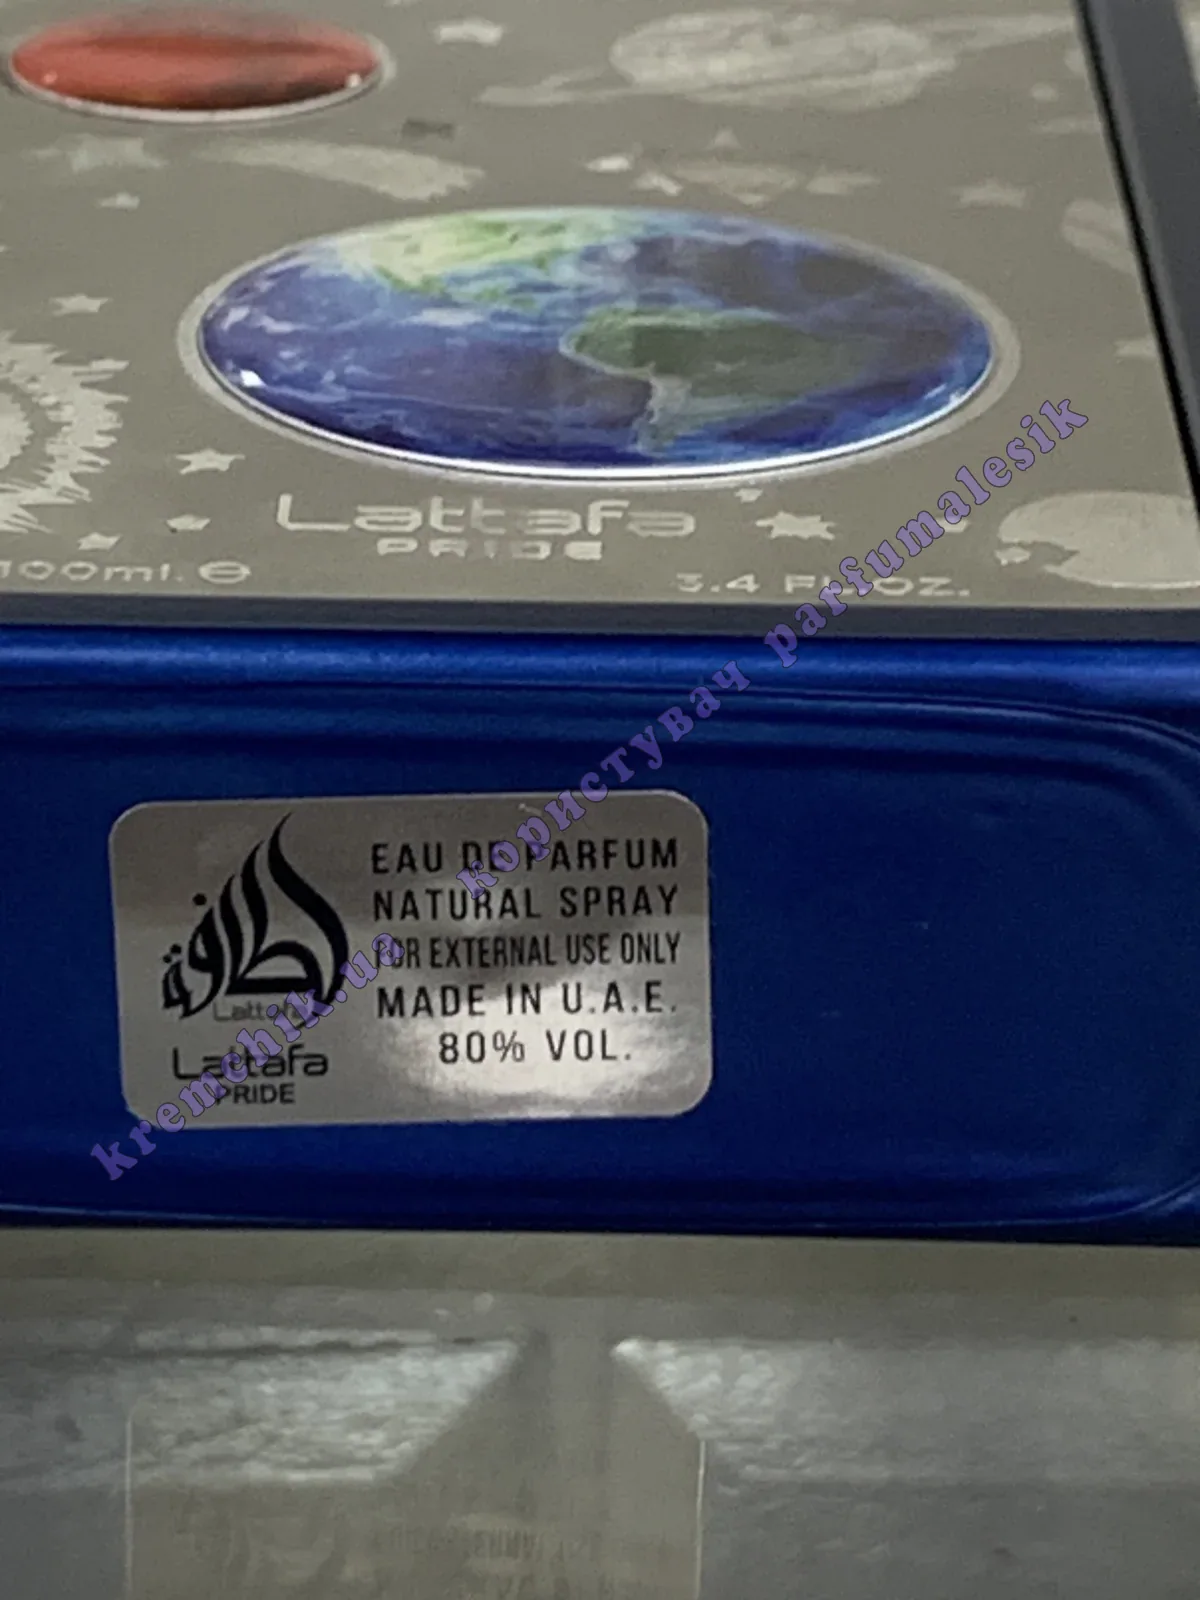 Lattafa
PRIDE
100ml. ℮
3.4 Fl. OZ.
لطافة
Lattafa
Lattafa
PRIDE
EAU DE PARFUM
NATURAL SPRAY
FOR EXTERNAL USE ONLY
MADE IN U.A.E.
80% VOL.
kremchik.ua користувач parfumalesik